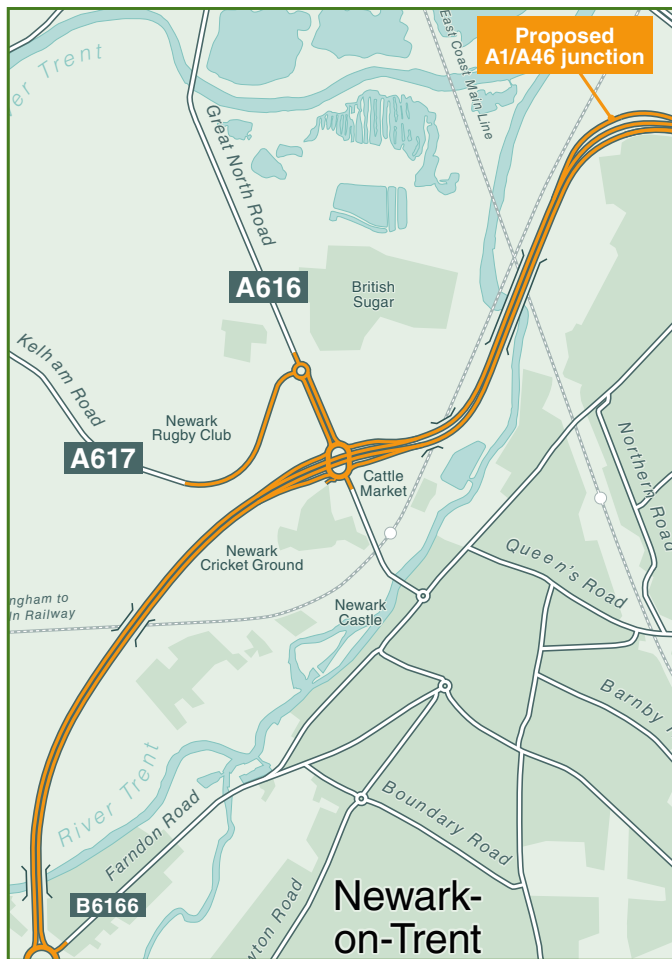 Proposed
A1/A46 junction
er Trent
East Coast Main Line
Great North Road
A616
British
Sugar
Kelham Road
Newark
Rugby Club
A617
Cattle
Market
Northern Road
Newark
Cricket Ground
Queen's Road
ngham to
ln Railway
Newark
Castle
Barnby
River Trent
Farndon Road
Boundary Road
B6166
wton Road
Newark-
on-Trent